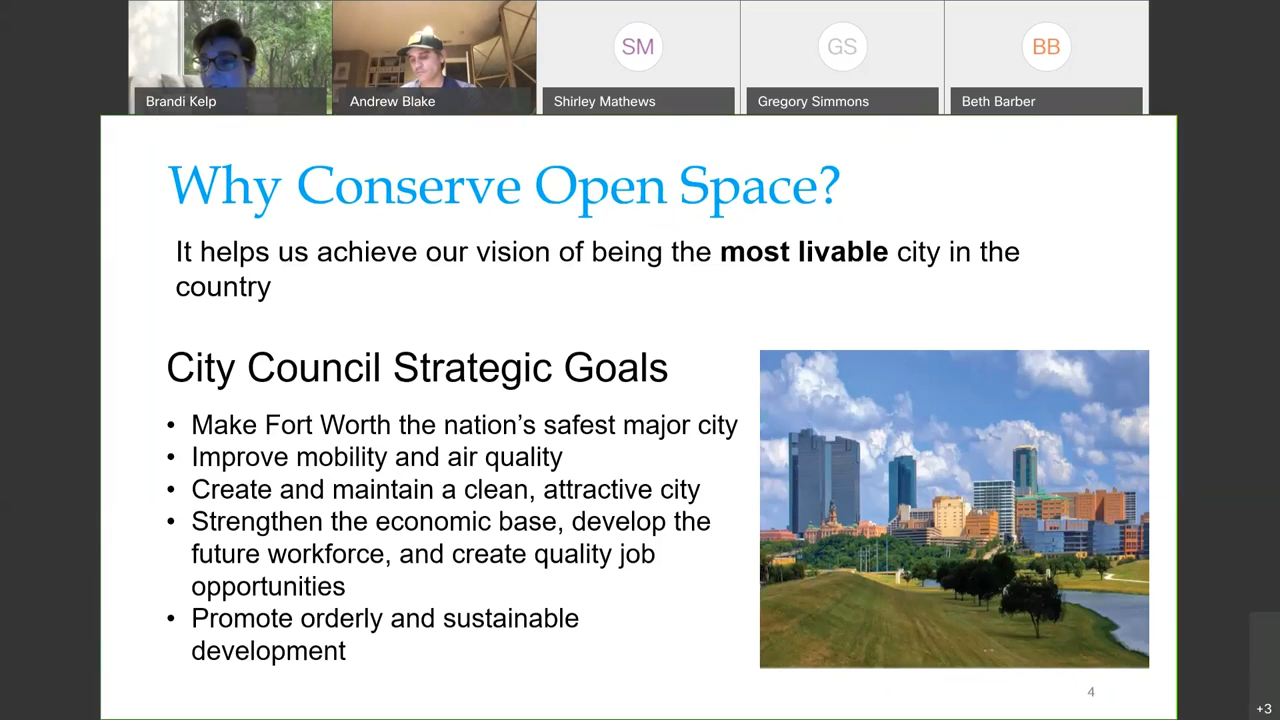 SM
GS
BB
Brandi Kelp
Andrew Blake
Shirley Mathews
Gregory Simmons
Beth Barber
Why Conserve Open Space?
It helps us achieve our vision of being the most livable city in the
country
City Council Strategic Goals
• Make Fort Worth the nation’s safest major city
• Improve mobility and air quality
• Create and maintain a clean, attractive city
• Strengthen the economic base, develop the
future workforce, and create quality job
opportunities
• Promote orderly and sustainable
development
4
+3